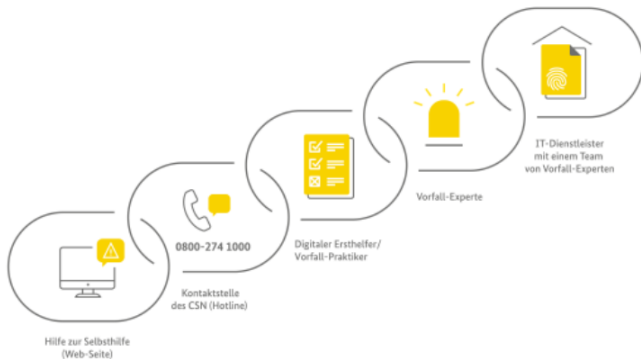 IT-Dienstleister
mit einem Team
von Vorfall-Experten
Vorfall-Experte
Digitaler Ersthelfer/
Vorfall-Praktiker
0800-274 1000
Kontaktstelle
des CSN (Hotline)
Hilfe zur Selbsthilfe
(Web-Seite)